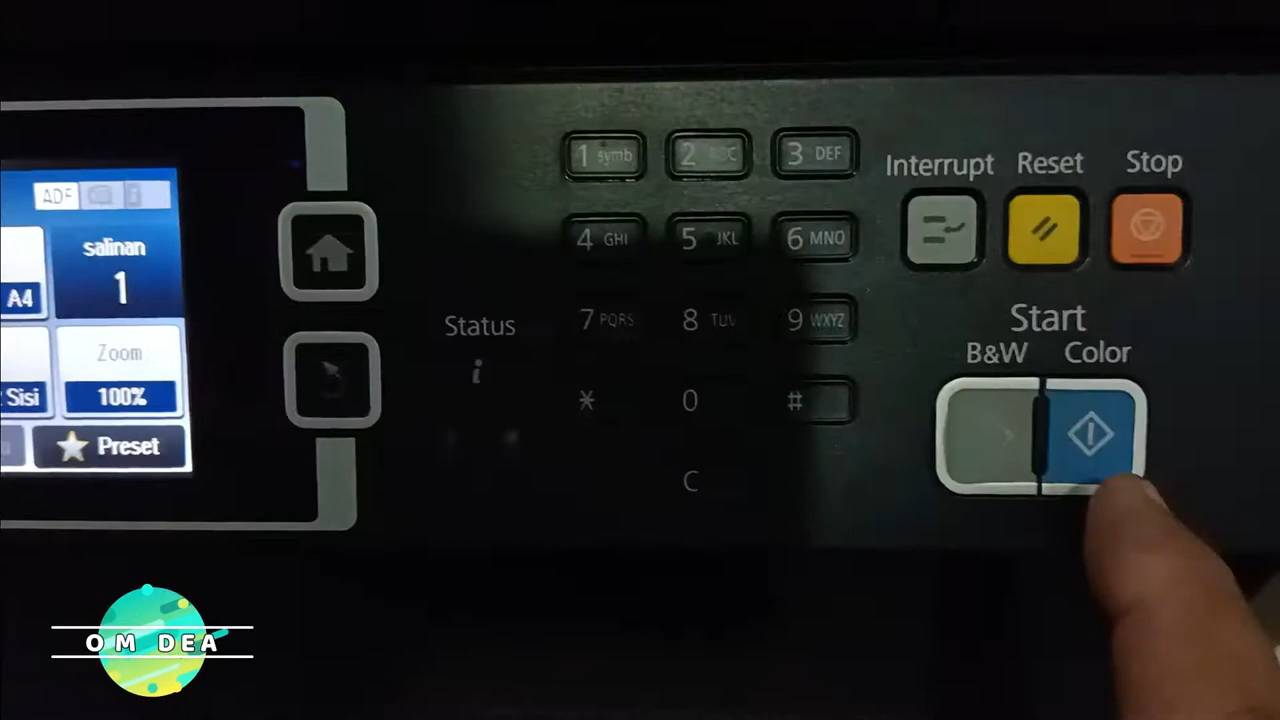 ADF
salinan
1
A4
Zoom
Sisi
100%
Preset
Status
i
1 symb
2
3 DEF
4 GHI
5 JKL
6 MNO
7 PQRS
8 TUV
9 WXYZ
*
0
#
C
Interrupt
Reset
Stop
Start
B&W
Color
OM DEA